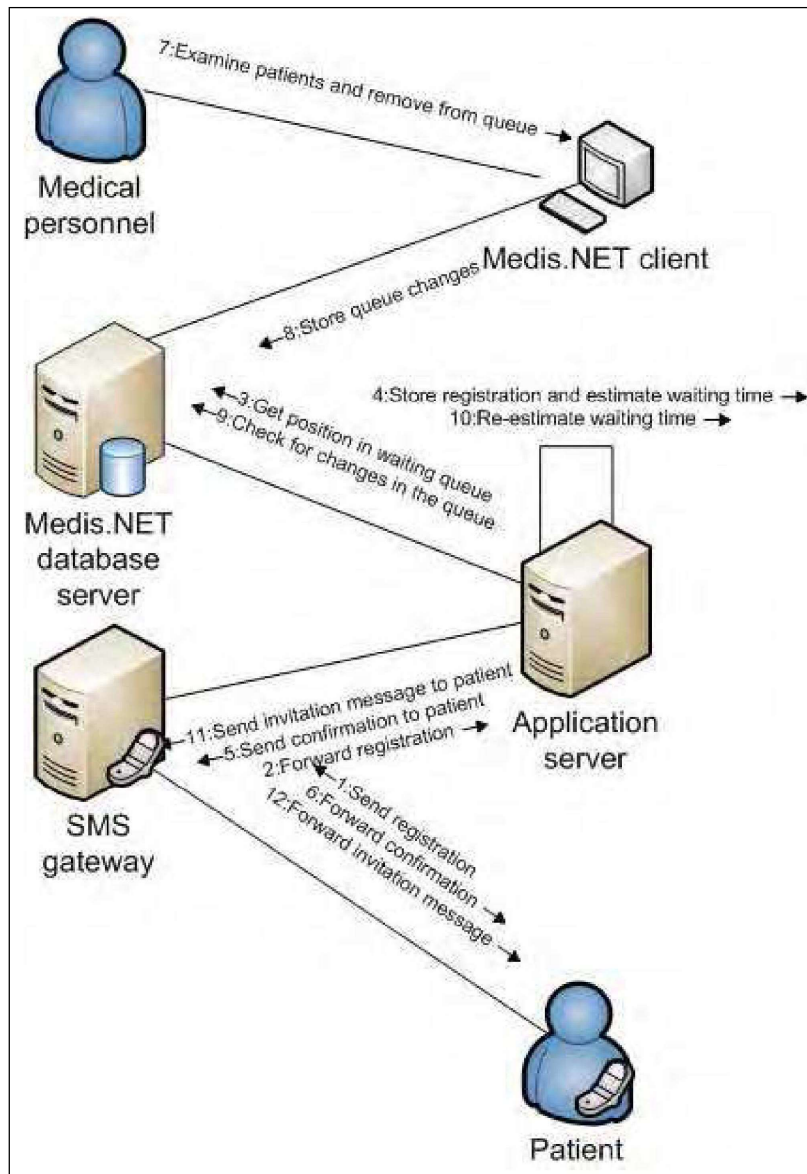 7:Examine patients and remove from queue
Medical
personnel
Medis.NET client
8:Store queue changes
3:Get position in waiting queue
9:Check for changes in the queue
4:Store registration and estimate waiting time
10:Re-estimate waiting time
Medis.NET
database
server
Application
server
11:Send invitation message to patient
5:Send confirmation to patient
2:Forward registration
1:Send registration
6:Forward confirmation
12:Forward invitation message
SMS
gateway
Patient